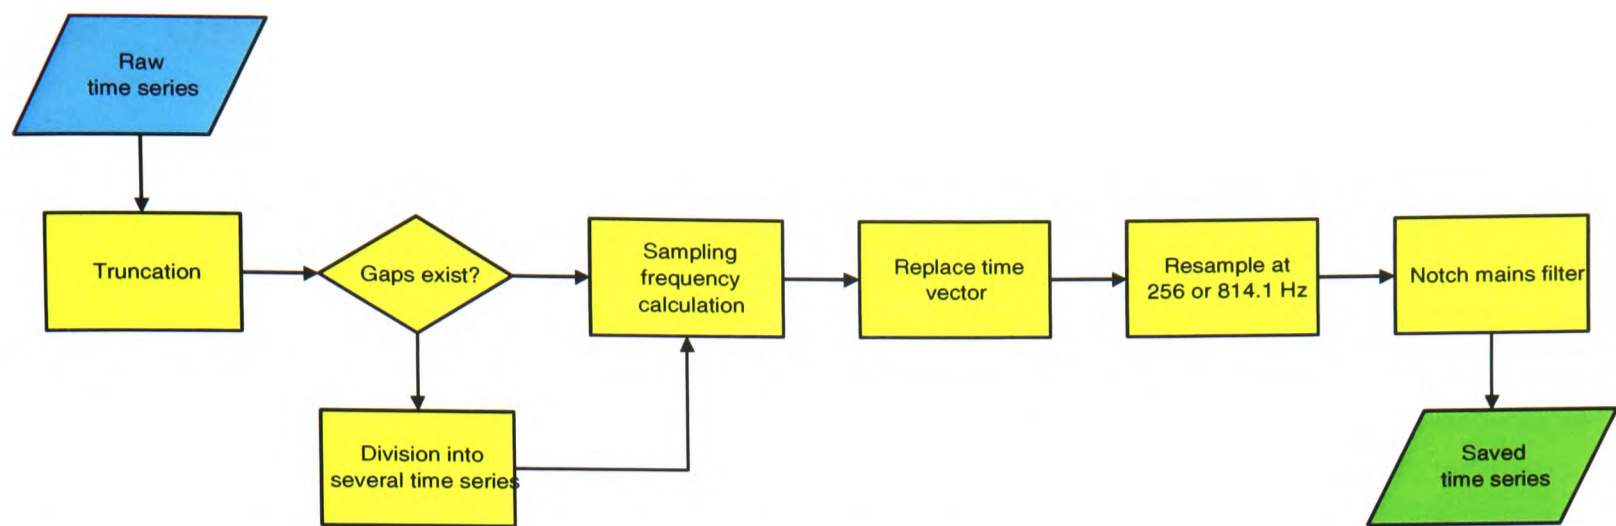 Raw
time series
Truncation
Gaps exist?
Division into
several time series
Sampling
frequency
calculation
Replace time
vector
Resample at
256 or 814.1 Hz
Notch mains filter
Saved
time series